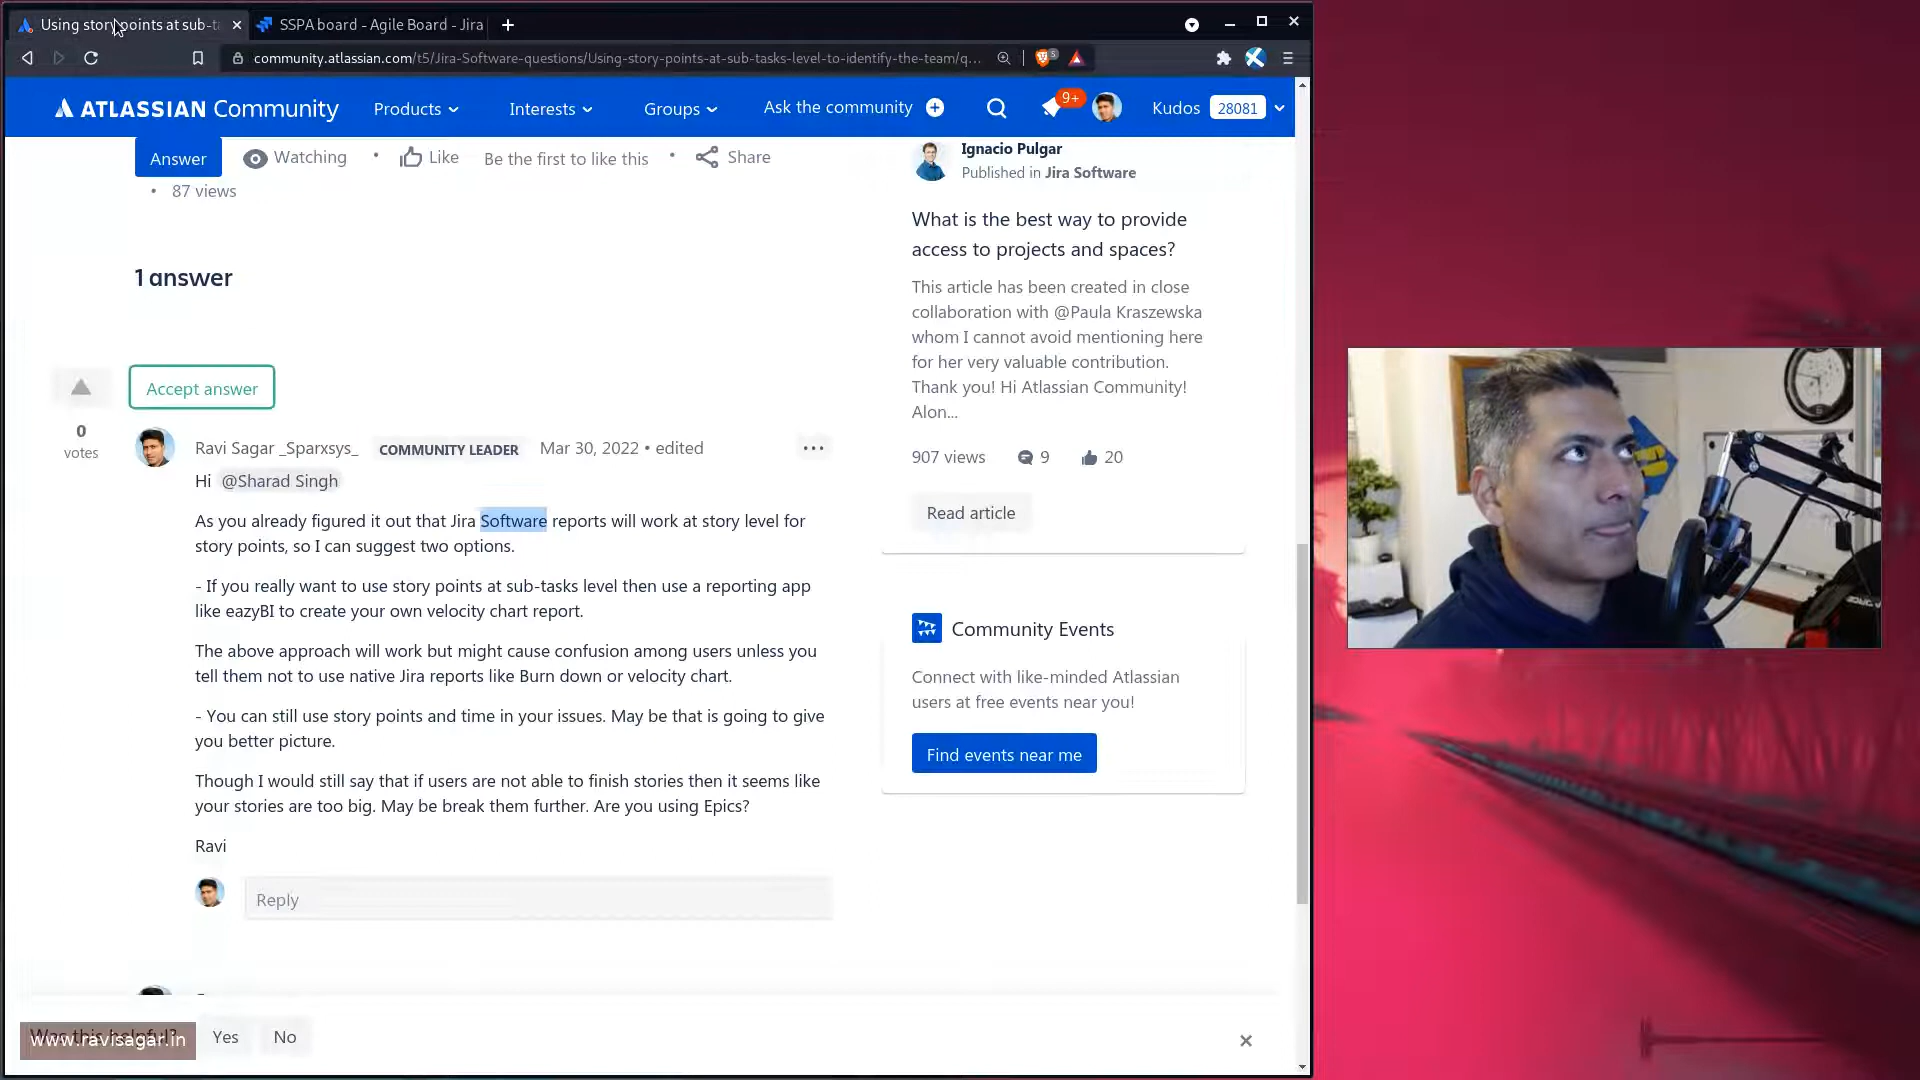 Using story points at sub-ta
SSPA board - Agile Board - Jira
community.atlassian.com/t5/Jira-Software-questions/Using-story-points-at-sub-tasks-level-to-identify-the-team/q...
5
ATLASSIAN Community
Products
Interests
Groups
Ask the community
9+
Kudos
28081
Answer
Watching
•
Like
Be the first to like this
•
Share
• 87 views
1 answer
Accept answer
0
votes
Ravi Sagar _Sparxsys_ COMMUNITY LEADER Mar 30, 2022 • edited
Hi @Sharad Singh
As you already figured it out that Jira Software reports will work at story level for
story points, so I can suggest two options.
- If you really want to use story points at sub-tasks level then use a reporting app
like eazyBI to create your own velocity chart report.
The above approach will work but might cause confusion among users unless you
tell them not to use native Jira reports like Burn down or velocity chart.
- You can still use story points and time in your issues. May be that is going to give
you better picture.
Though I would still say that if users are not able to finish stories then it seems like
your stories are too big. May be break them further. Are you using Epics?
Ravi
Reply
Ignacio Pulgar
Published in Jira Software
What is the best way to provide
access to projects and spaces?
This article has been created in close
collaboration with @Paula Kraszewska
whom I cannot avoid mentioning here
for her very valuable contribution.
Thank you! Hi Atlassian Community!
Alon...
907 views
9
20
Read article
Community Events
Connect with like-minded Atlassian
users at free events near you!
Find events near me
Was this helpful?
Yes
No
www.ravisagar.in